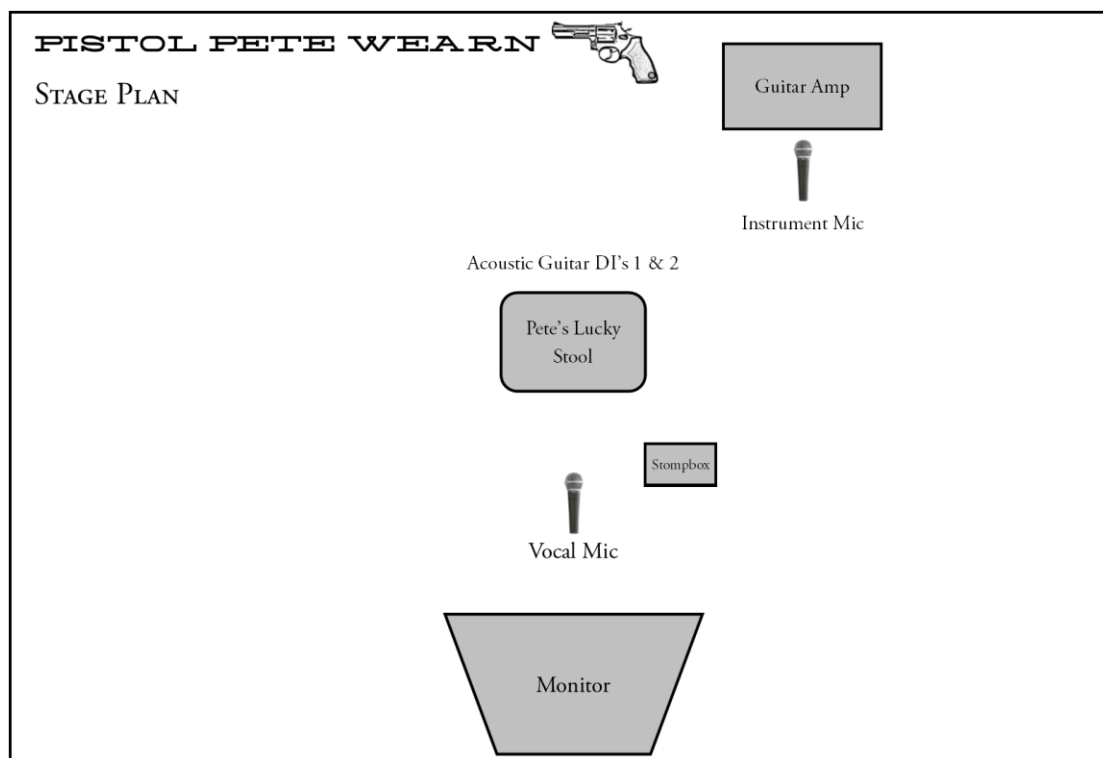 PISTOL PETE WEARN
STAGE PLAN
Guitar Amp
Instrument Mic
Acoustic Guitar DI’s 1 & 2
Pete’s Lucky
Stool
Stompbox
Vocal Mic
Monitor